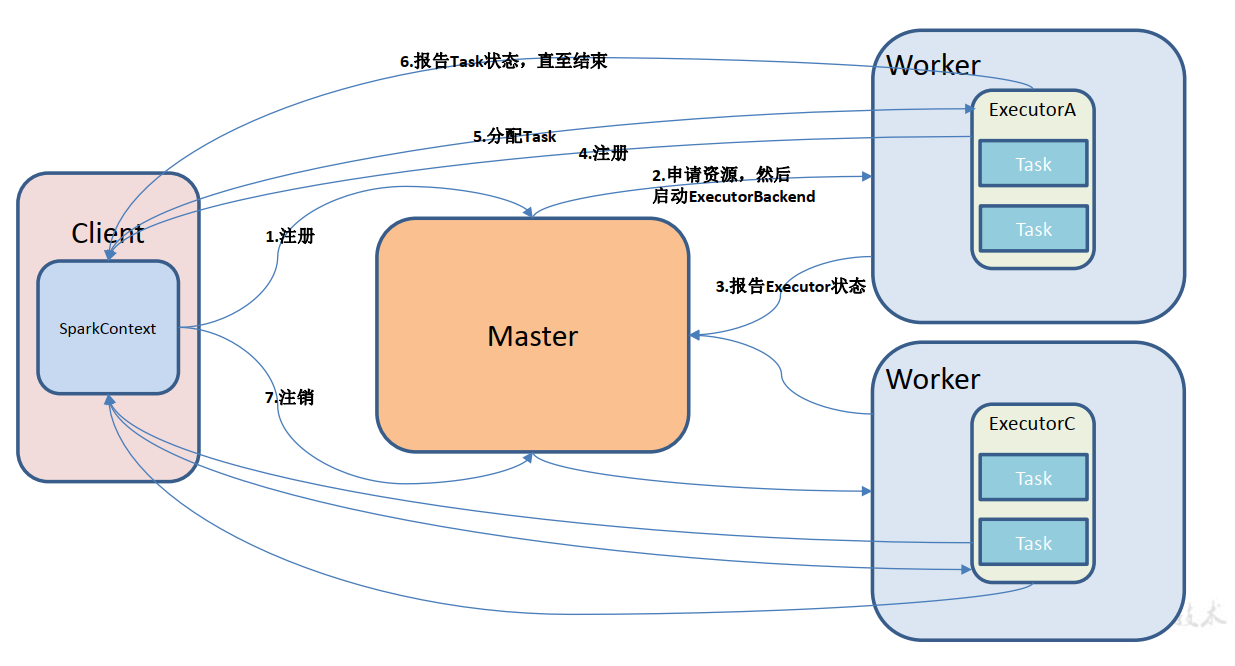 6.报告Task状态，直至结束
Worker
ExecutorA
5.分配Task
4.注册
Task
2.申请资源，然后
启动ExecutorBackend
Client
1.注册
Task
3.报告Executor状态
SparkContext
Master
Worker
7.注销
ExecutorC
Task
Task
技术